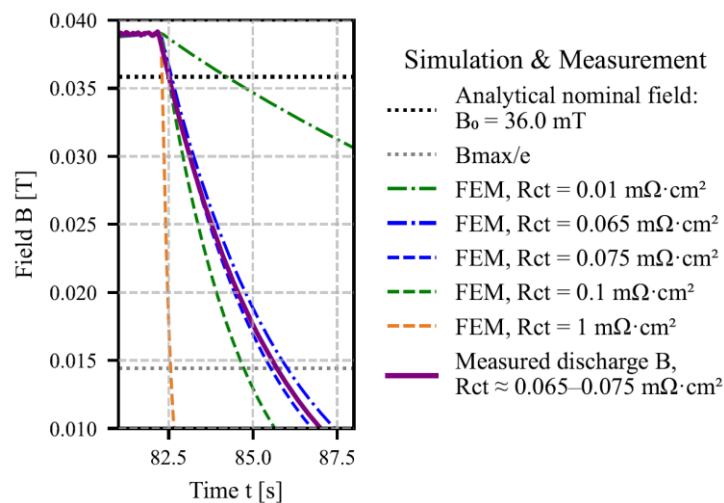 0.040
0.035
0.030
0.025
0.020
0.015
0.010
Field B [T]
82.5 85.0 87.5
Time t [s]
Simulation & Measurement
Analytical nominal field:
B₀ = 36.0 mT
Bmax/e
FEM, Rct = 0.01 mΩ·cm²
FEM, Rct = 0.065 mΩ·cm²
FEM, Rct = 0.075 mΩ·cm²
FEM, Rct = 0.1 mΩ·cm²
FEM, Rct = 1 mΩ·cm²
Measured discharge B,
Rct ≈ 0.065–0.075 mΩ·cm²